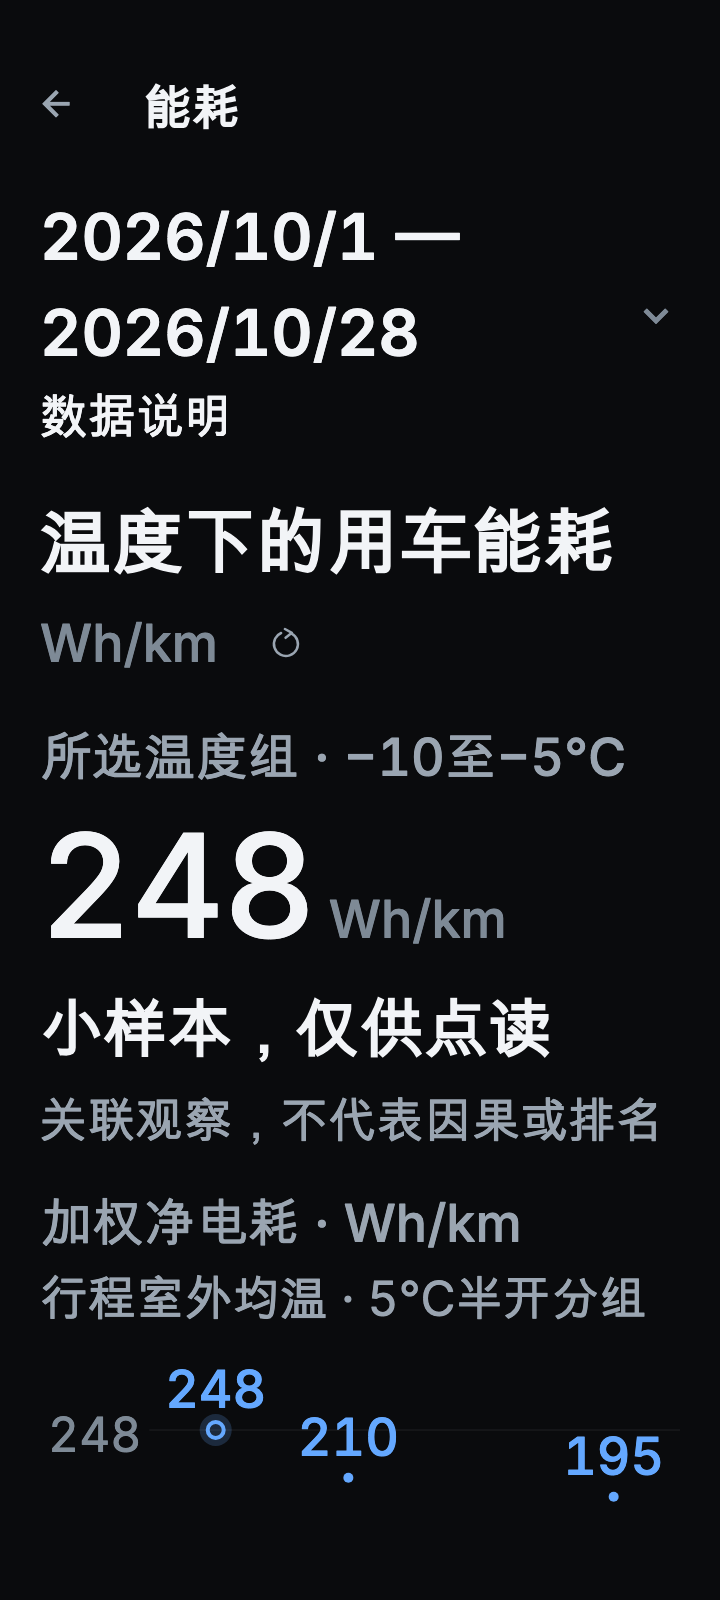 能耗
2026/10/1 —
2026/10/28
数据说明
温度下的用车能耗
Wh/km
所选温度组 · −10至−5°C
248 Wh/km
小样本，仅供点读
关联观察，不代表因果或排名
加权净电耗 · Wh/km
行程室外均温 · 5°C半开分组
248
248
210
195